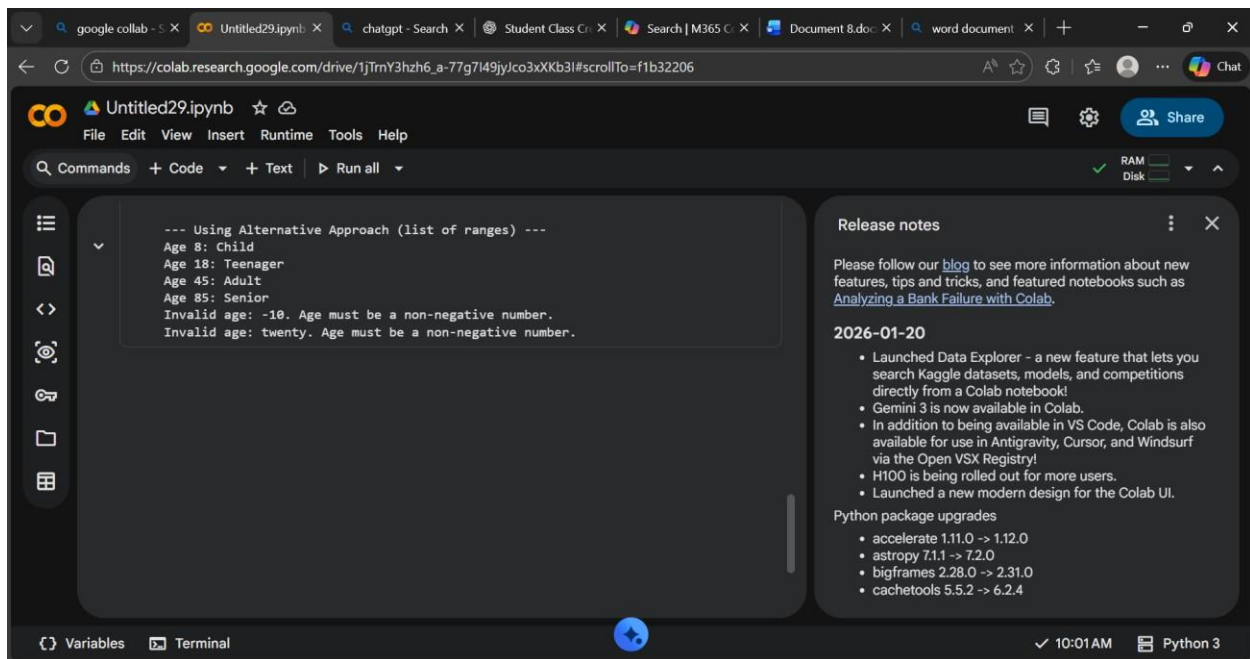 google collab - S
Untitled29.ipynb
chatgpt - Search
Student Class Cre
Search | M365 Co
Document 8.doc
word document
https://colab.research.google.com/drive/1jTrnY3hzh6_a-77g7I49jyJco3xXKb3I#scrollTo=f1b32206
Chat
CO
Untitled29.ipynb
File Edit View Insert Runtime Tools Help
Share
Commands + Code + Text Run all
RAM
Disk
--- Using Alternative Approach (list of ranges) ---
Age 8: Child
Age 18: Teenager
Age 45: Adult
Age 85: Senior
Invalid age: -10. Age must be a non-negative number.
Invalid age: twenty. Age must be a non-negative number.
Release notes
Please follow our blog to see more information about new
features, tips and tricks, and featured notebooks such as
Analyzing a Bank Failure with Colab.
2026-01-20
• Launched Data Explorer - a new feature that lets you
search Kaggle datasets, models, and competitions
directly from a Colab notebook!
• Gemini 3 is now available in Colab.
• In addition to being available in VS Code, Colab is also
available for use in Antigravity, Cursor, and Windsurf
via the Open VSX Registry!
• H100 is being rolled out for more users.
• Launched a new modern design for the Colab UI.
Python package upgrades
• accelerate 1.11.0 -> 1.12.0
• astropy 7.1.1 -> 7.2.0
• bigframes 2.28.0 -> 2.31.0
• cachetools 5.5.2 -> 6.2.4
{} Variables Terminal
10:01 AM Python 3